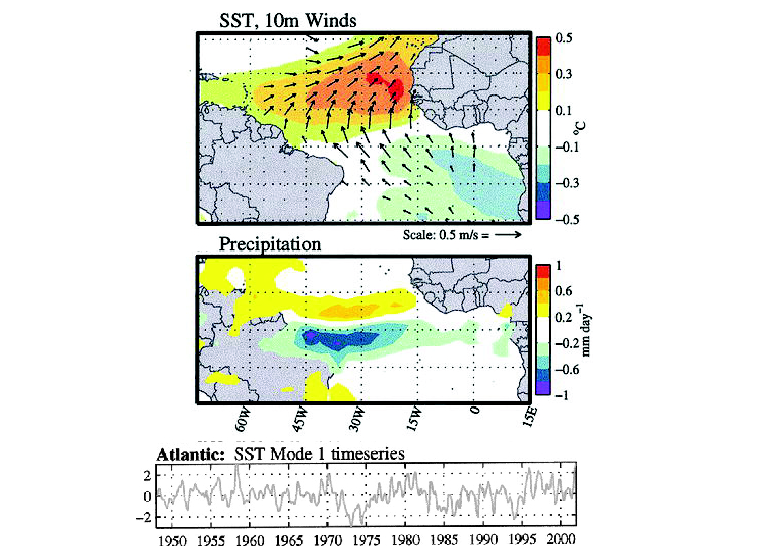 SST, 10m Winds
0.5
0.3
0.1
−0.1
−0.3
−0.5
°C
Scale: 0.5 m/s =
Precipitation
1
0.6
0.2
−0.2
−0.6
−1
mm day⁻¹
60W 45W 30W 15W 0 15E
Atlantic: SST Mode 1 timeseries
2
0
−2
1950 1955 1960 1965 1970 1975 1980 1985 1990 1995 2000